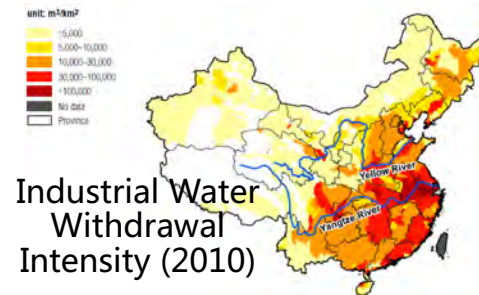 unit: m³/km²
<5,000
5,000~10,000
10,000~30,000
30,000~100,000
>100,000
No data
Province
Yellow River
Yangtze River
Industrial Water
Withdrawal
Intensity (2010)